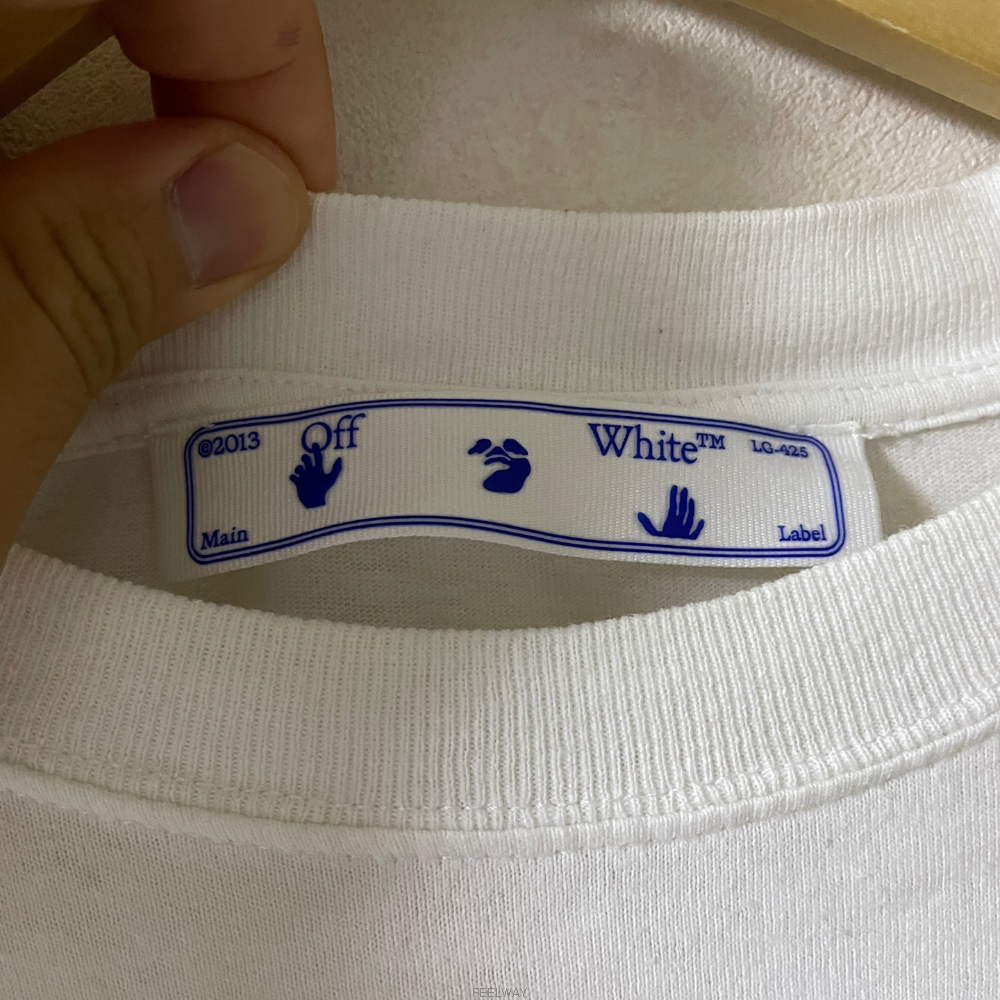 ©2013 Off White™ LG-425
Main Label
FEELWAY